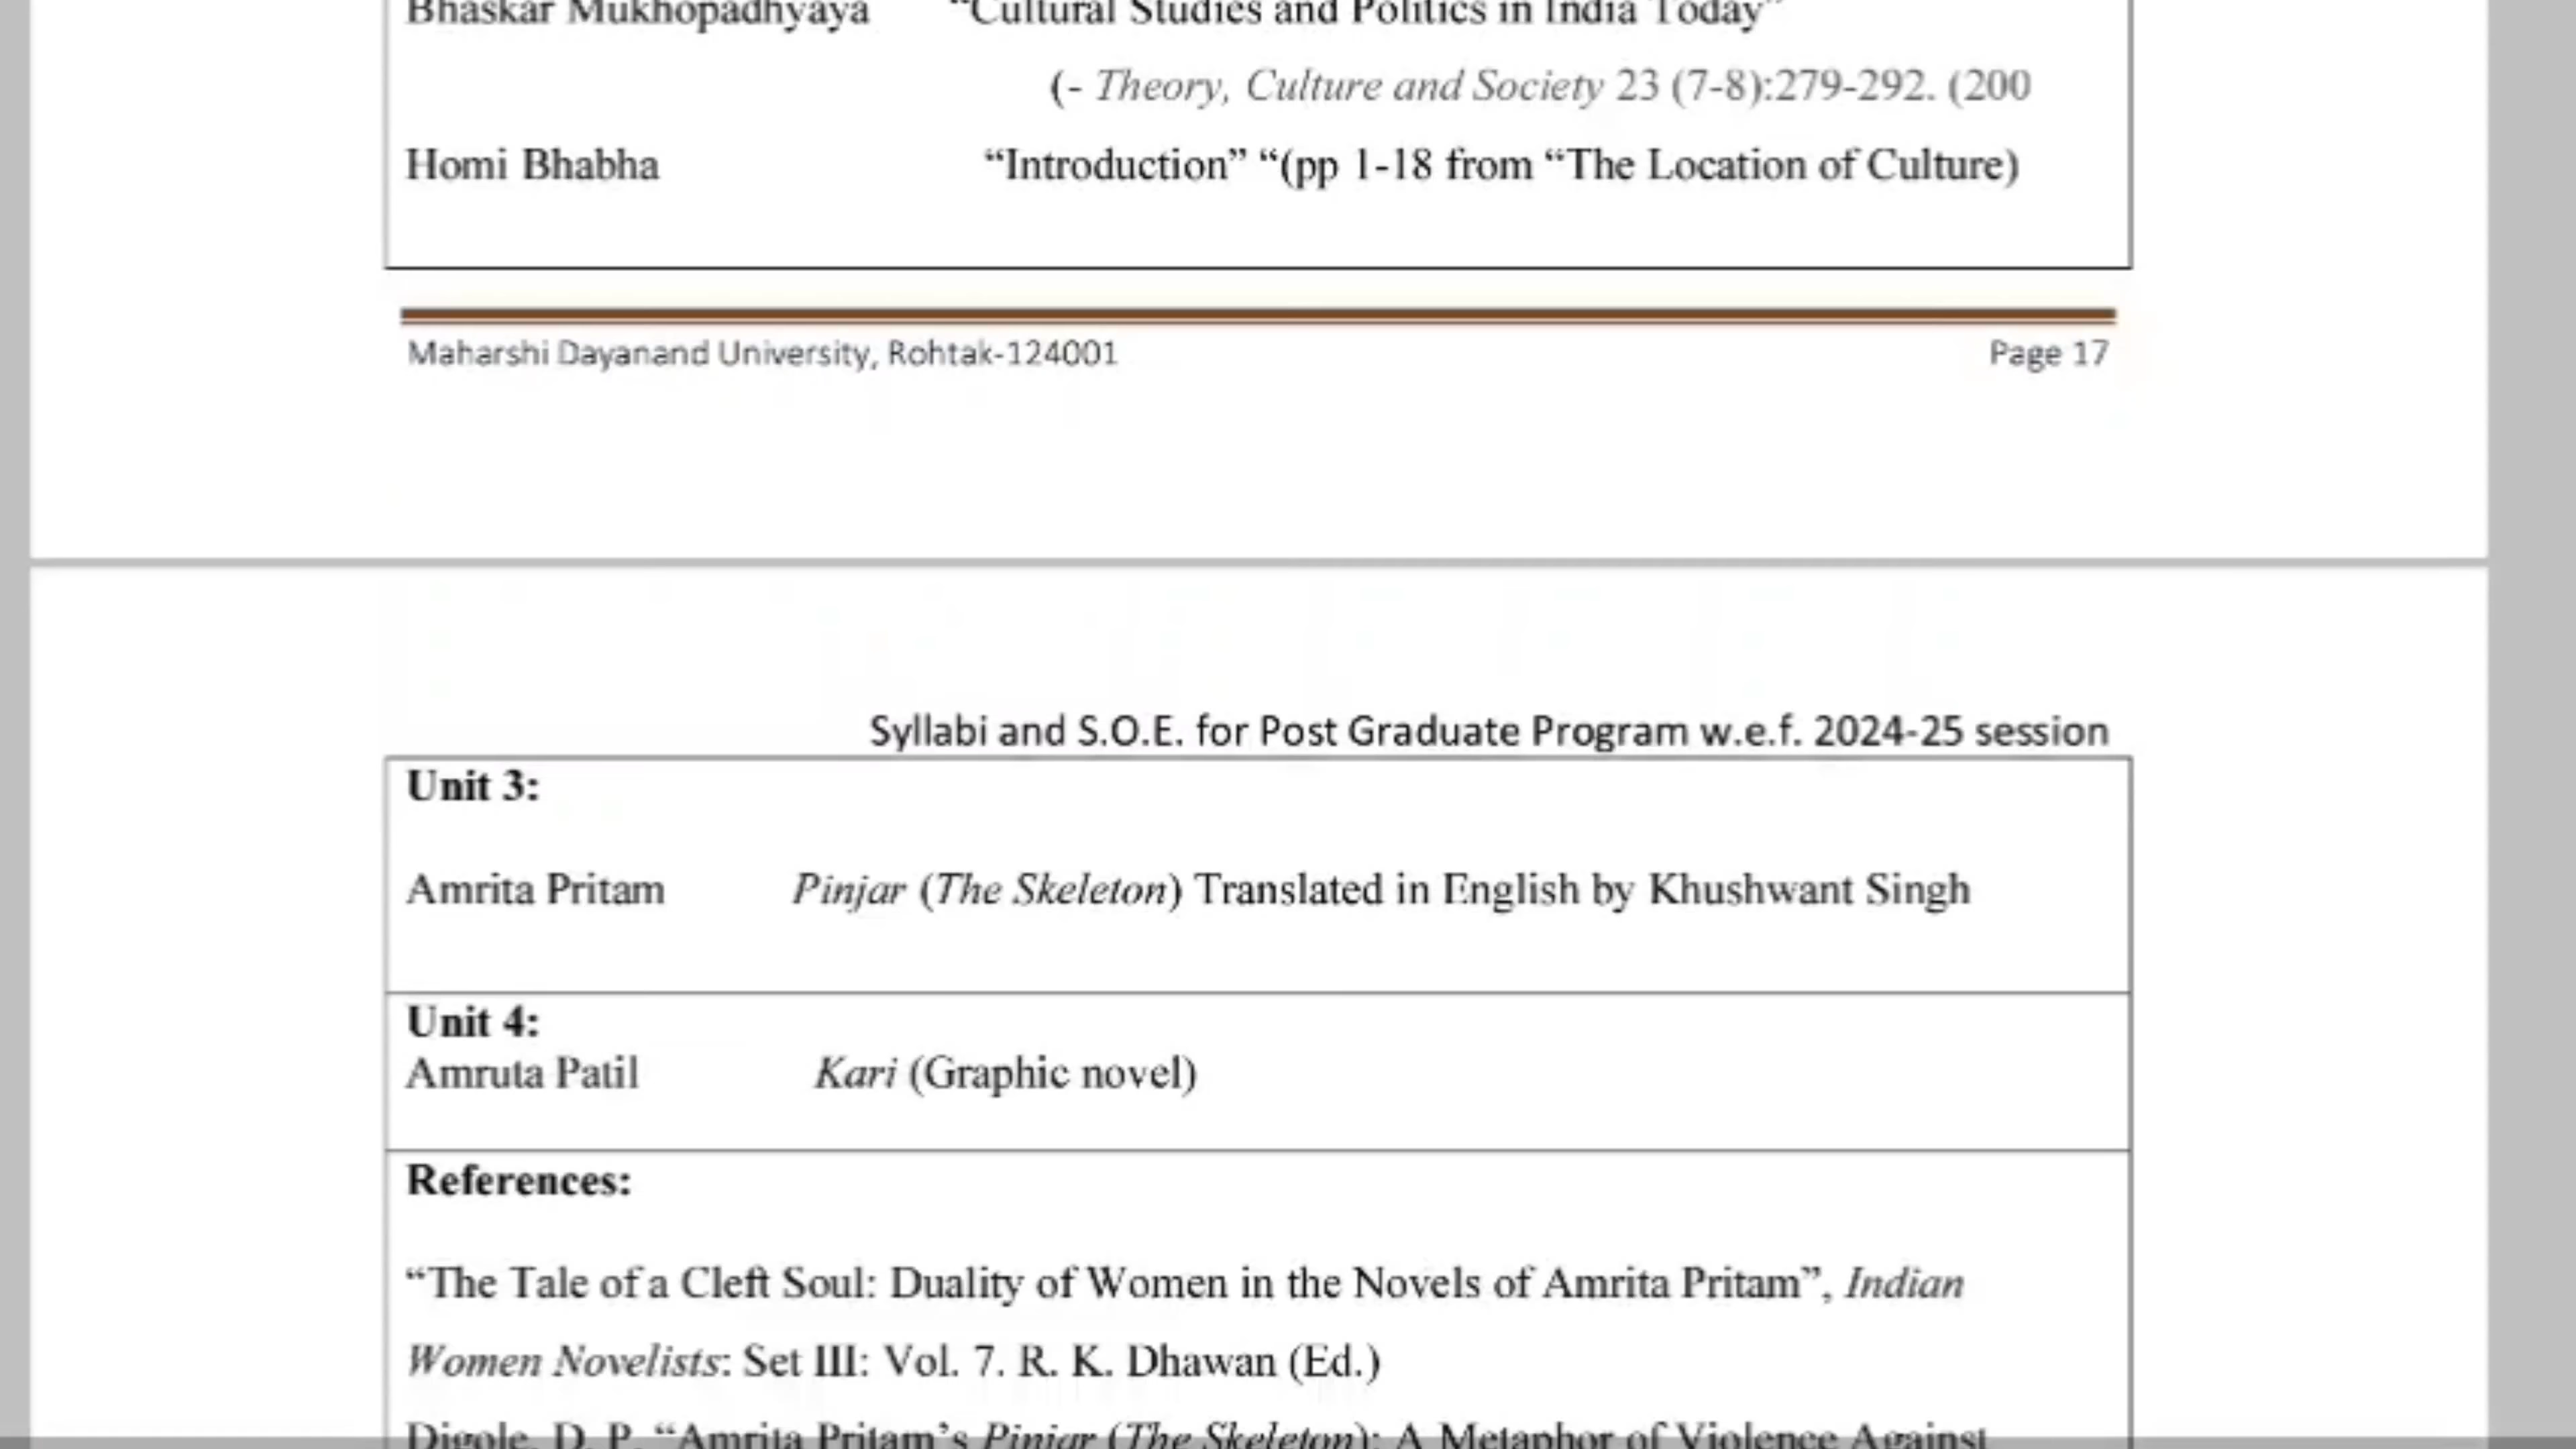 Bhaskar Mukhopadhyaya “Cultural Studies and Politics in India Today”
(- Theory, Culture and Society 23 (7-8):279-292. (200
Homi Bhabha “Introduction” “(pp 1-18 from “The Location of Culture)
Maharshi Dayanand University, Rohtak-124001 Page 17
Syllabi and S.O.E. for Post Graduate Program w.e.f. 2024-25 session
Unit 3:
Amrita Pritam Pinjar (The Skeleton) Translated in English by Khushwant Singh
Unit 4:
Amruta Patil Kari (Graphic novel)
References:
“The Tale of a Cleft Soul: Duality of Women in the Novels of Amrita Pritam”, Indian
Women Novelists: Set III: Vol. 7. R. K. Dhawan (Ed.)
Digole, D. P. “Amrita Pritam’s Pinjar (The Skeleton): A Metaphor of Violence Against